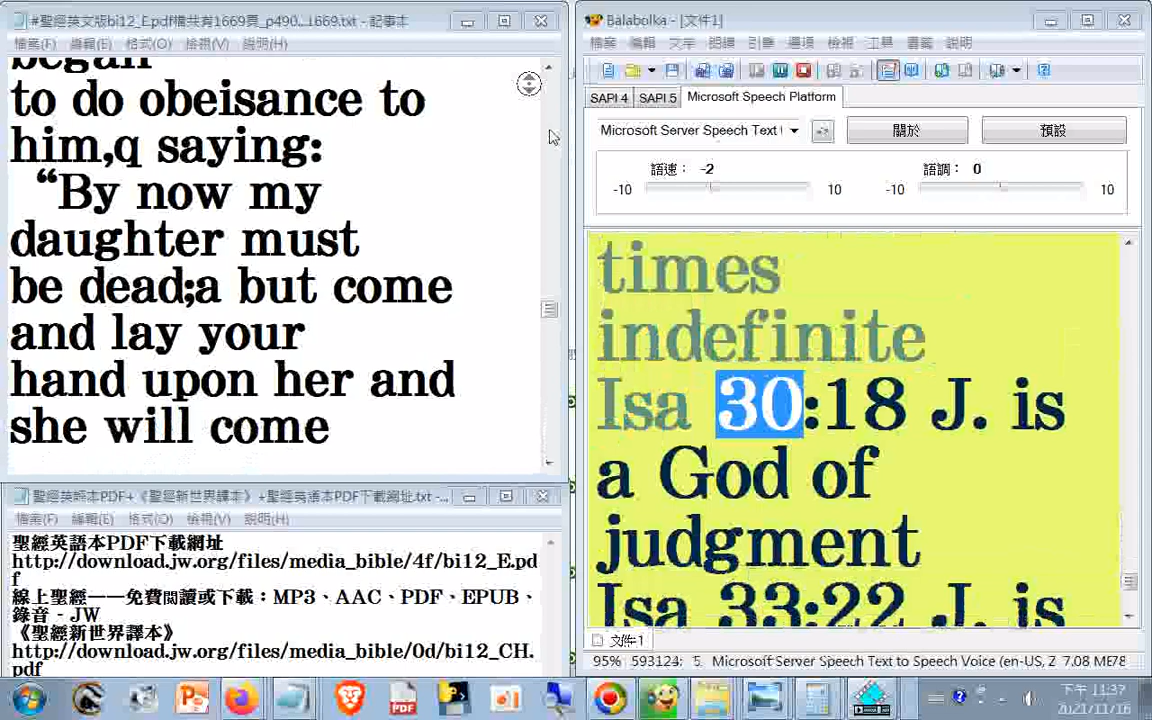 #聖經英文版bi12_E.pdf檔共有1669頁_p490...1669.txt - 記事本
檔案(F) 編輯(E) 格式(O) 檢視(V) 說明(H)
began
to do obeisance to
him,q saying:
“By now my
daughter must
be dead;a but come
and lay your
hand upon her and
she will come
聖經英語本PDF+《聖經新世界譯本》+聖經英語本PDF下載網址.txt -...
檔案(F) 編輯(E) 格式(O) 檢視(V) 說明(H)
聖經英語本PDF下載網址
http://download.jw.org/files/media_bible/4f/bi12_E.pd
f
線上聖經——免費閱讀或下載：MP3、AAC、PDF、EPUB、
錄音 - JW
《聖經新世界譯本》
http://download.jw.org/files/media_bible/0d/bi12_CH.
pdf
Balabolka - [文件1]
檔案 編輯 文字 朗讀 引擎 選項 檢視 工具 書籤 說明
SAPI 4 SAPI 5 Microsoft Speech Platform
Microsoft Server Speech Text 關於 預設
語速： -2 語調： 0
-10 10 -10 10
times
indefinite
Isa 30:18 J. is
a God of
judgment
Isa 33:22 J. is
文件1
95% 593124: 5. Microsoft Server Speech Text to Speech Voice (en-US, Z 7.08 ME
下午 11:37
2021/11/16